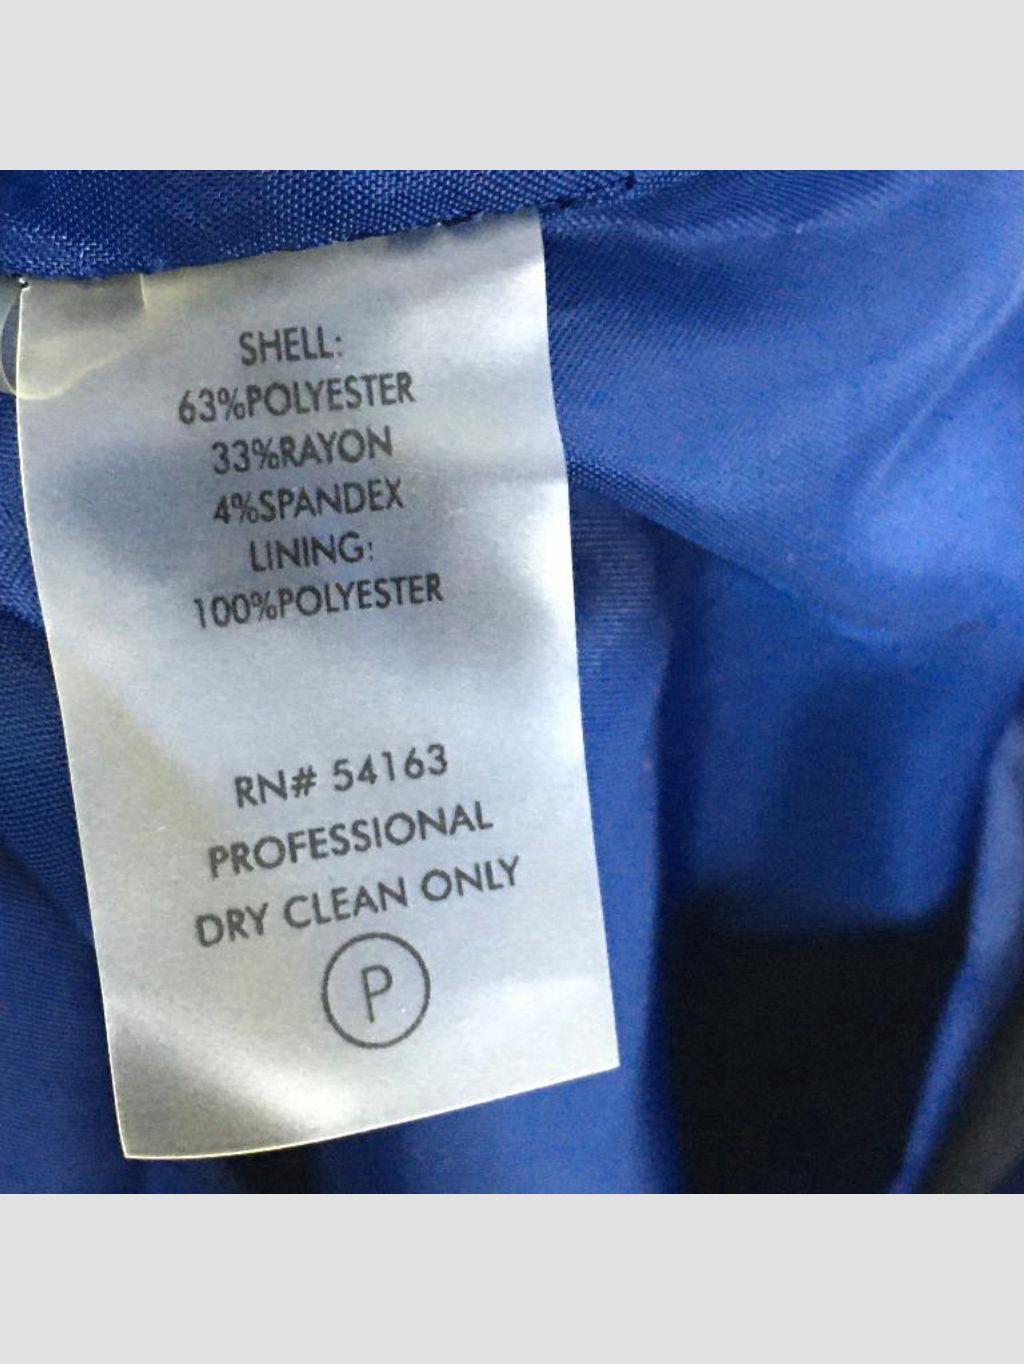 SHELL:
63%POLYESTER
33%RAYON
4%SPANDEX
LINING:
100%POLYESTER
RN# 54163
PROFESSIONAL
DRY CLEAN ONLY
P